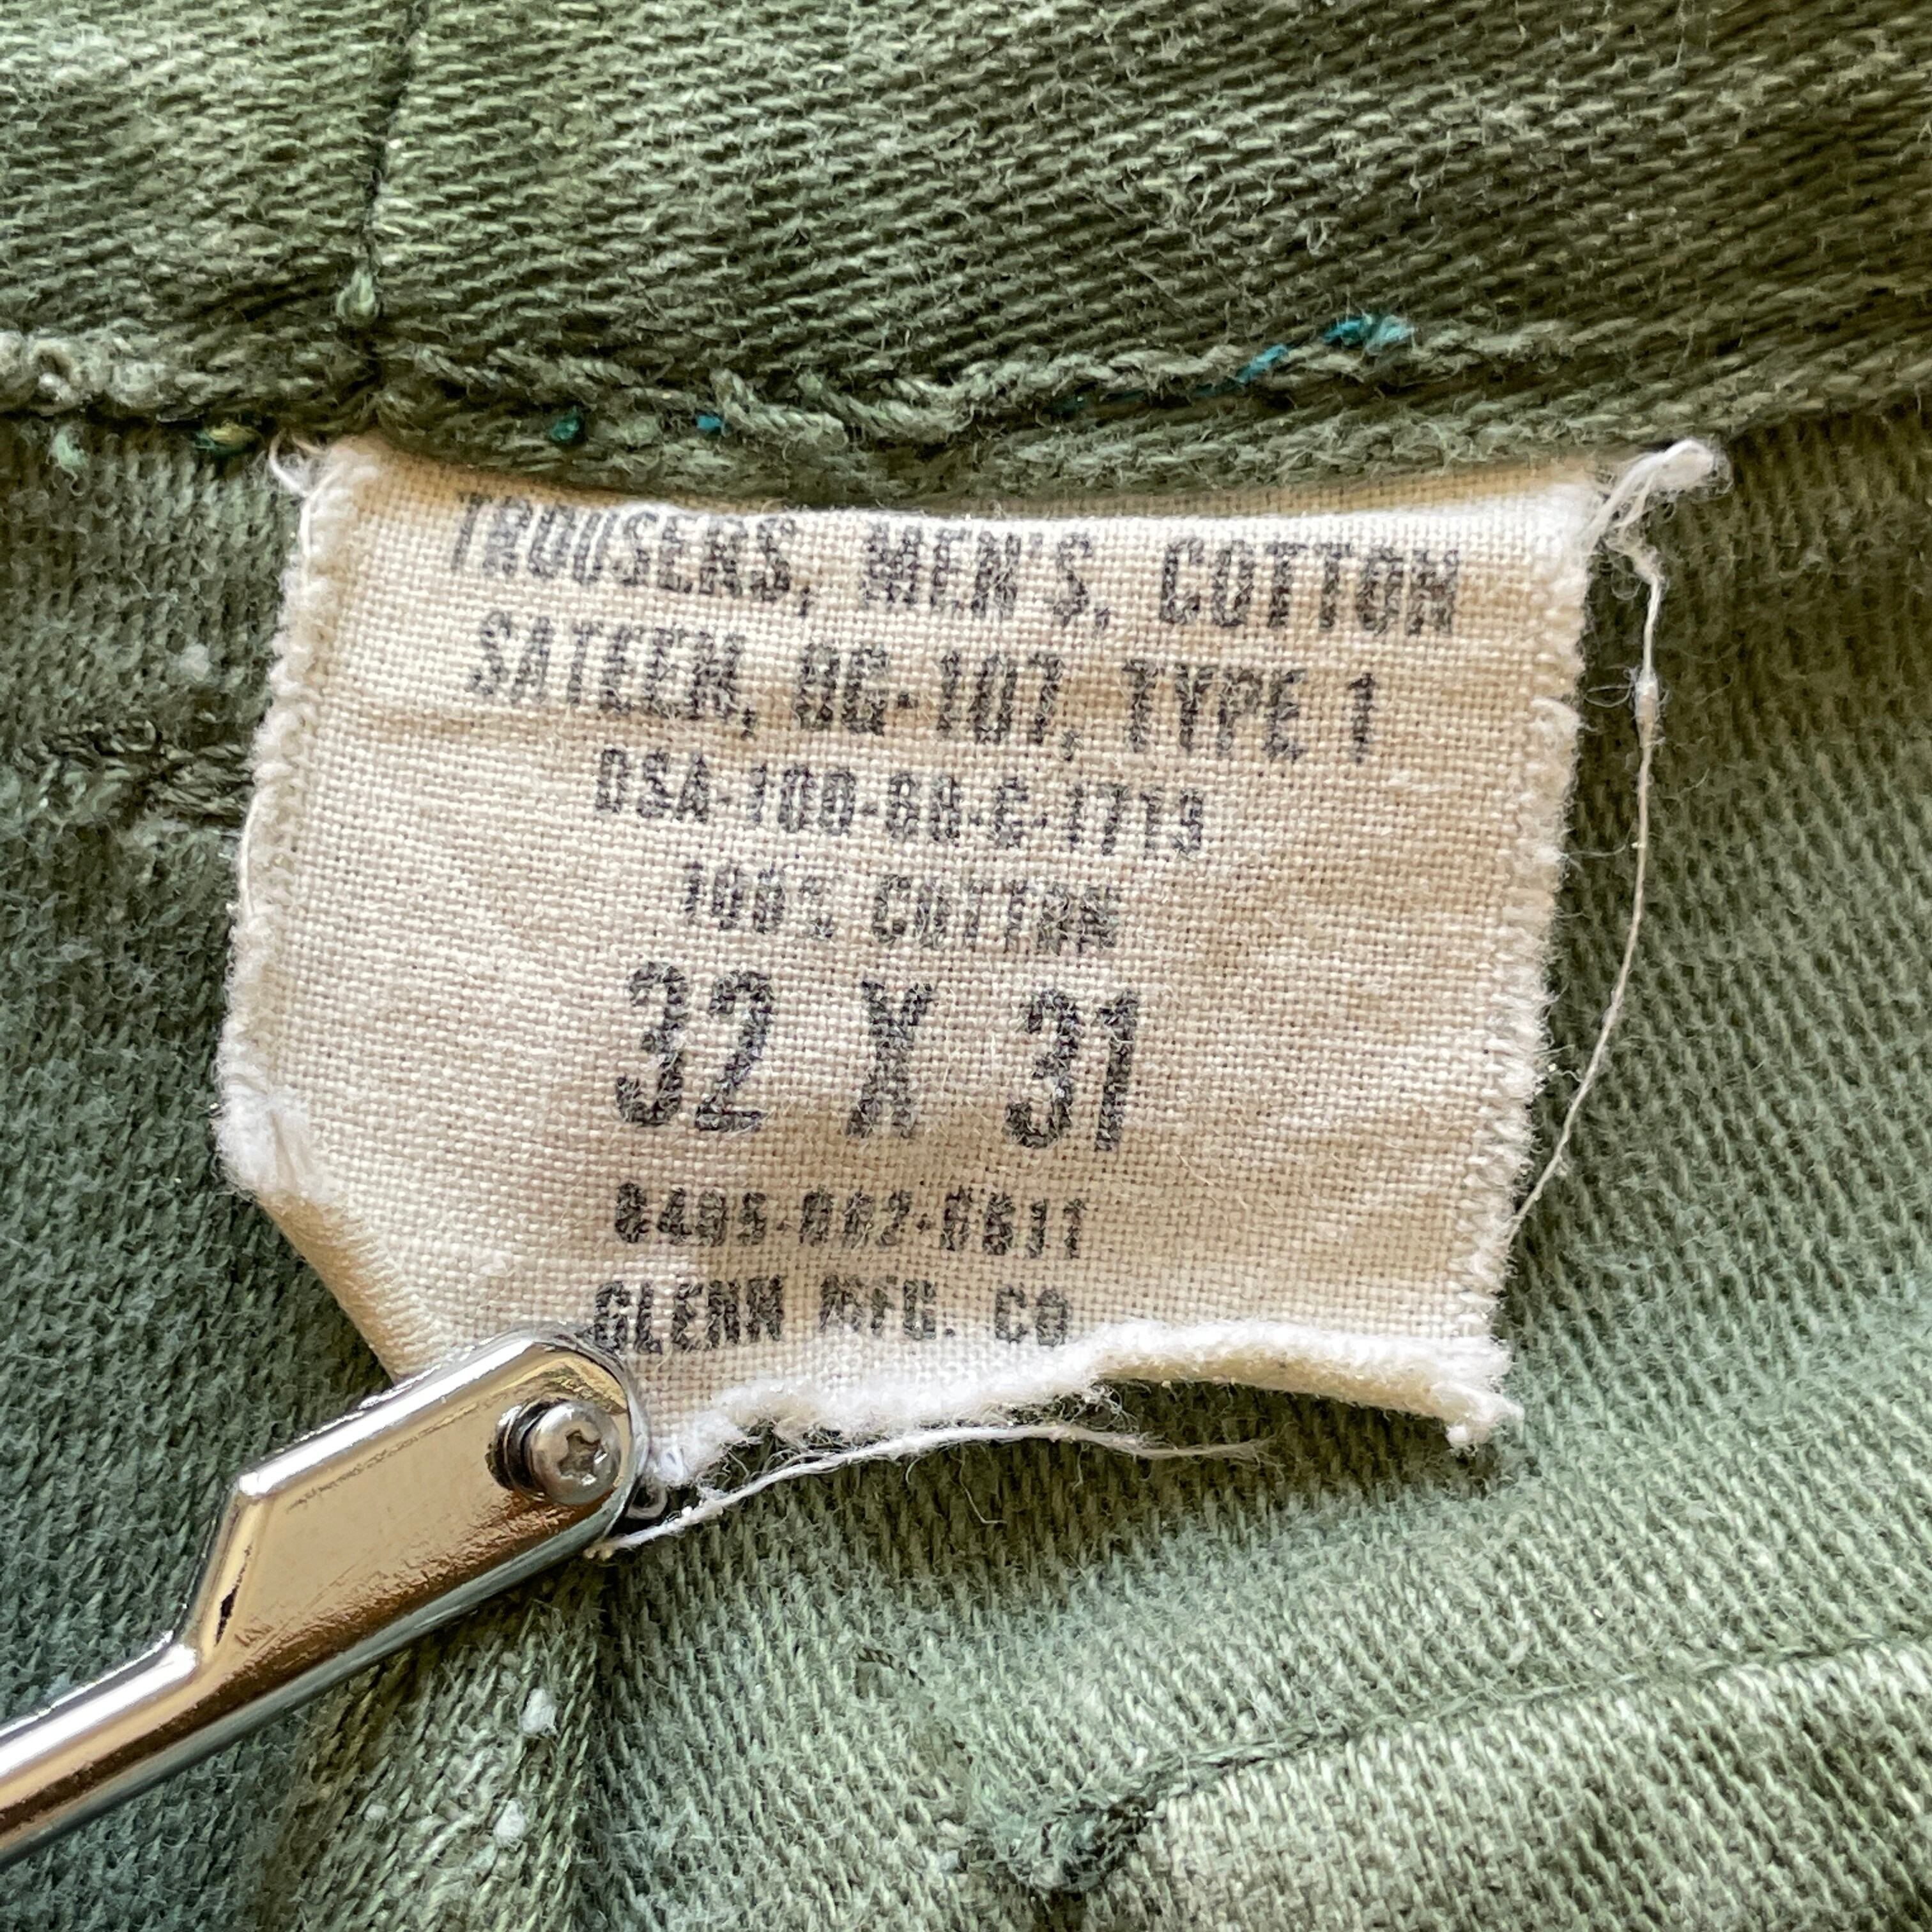 TROUSERS, MEN'S, COTTON
SATEEN, OG-107, TYPE 1
DSA-100-68-C-1719
100% COTTON
32 X 31
8405-082-6611
GLENN MFG. CO